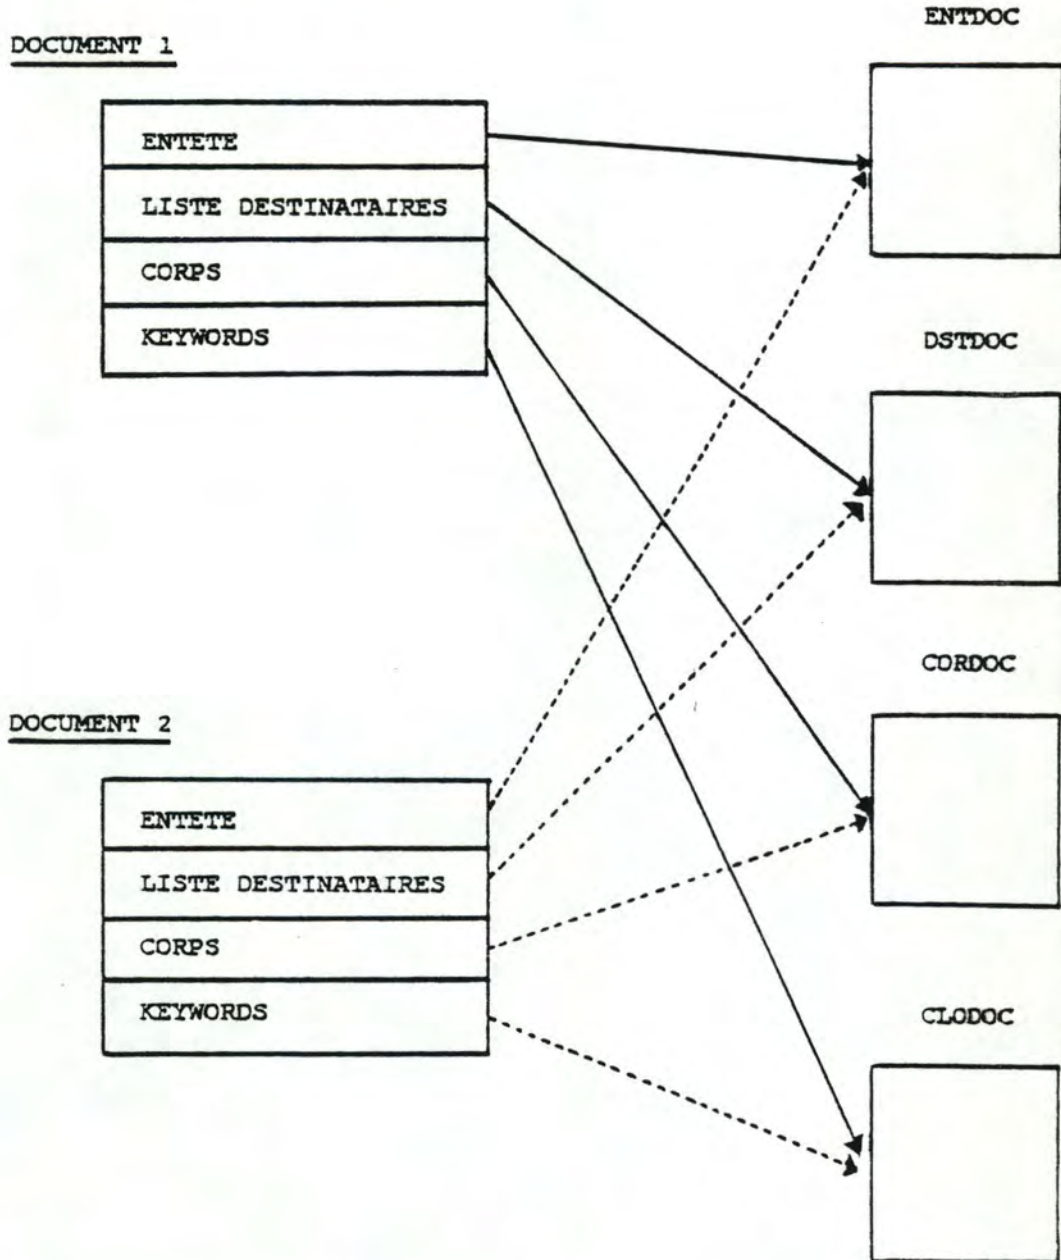 ENTDOC
DOCUMENT 1
ENTETE
LISTE DESTINATAIRES
CORPS
KEYWORDS
DSTDOC
CORDOC
DOCUMENT 2
ENTETE
LISTE DESTINATAIRES
CORPS
KEYWORDS
CLODOC